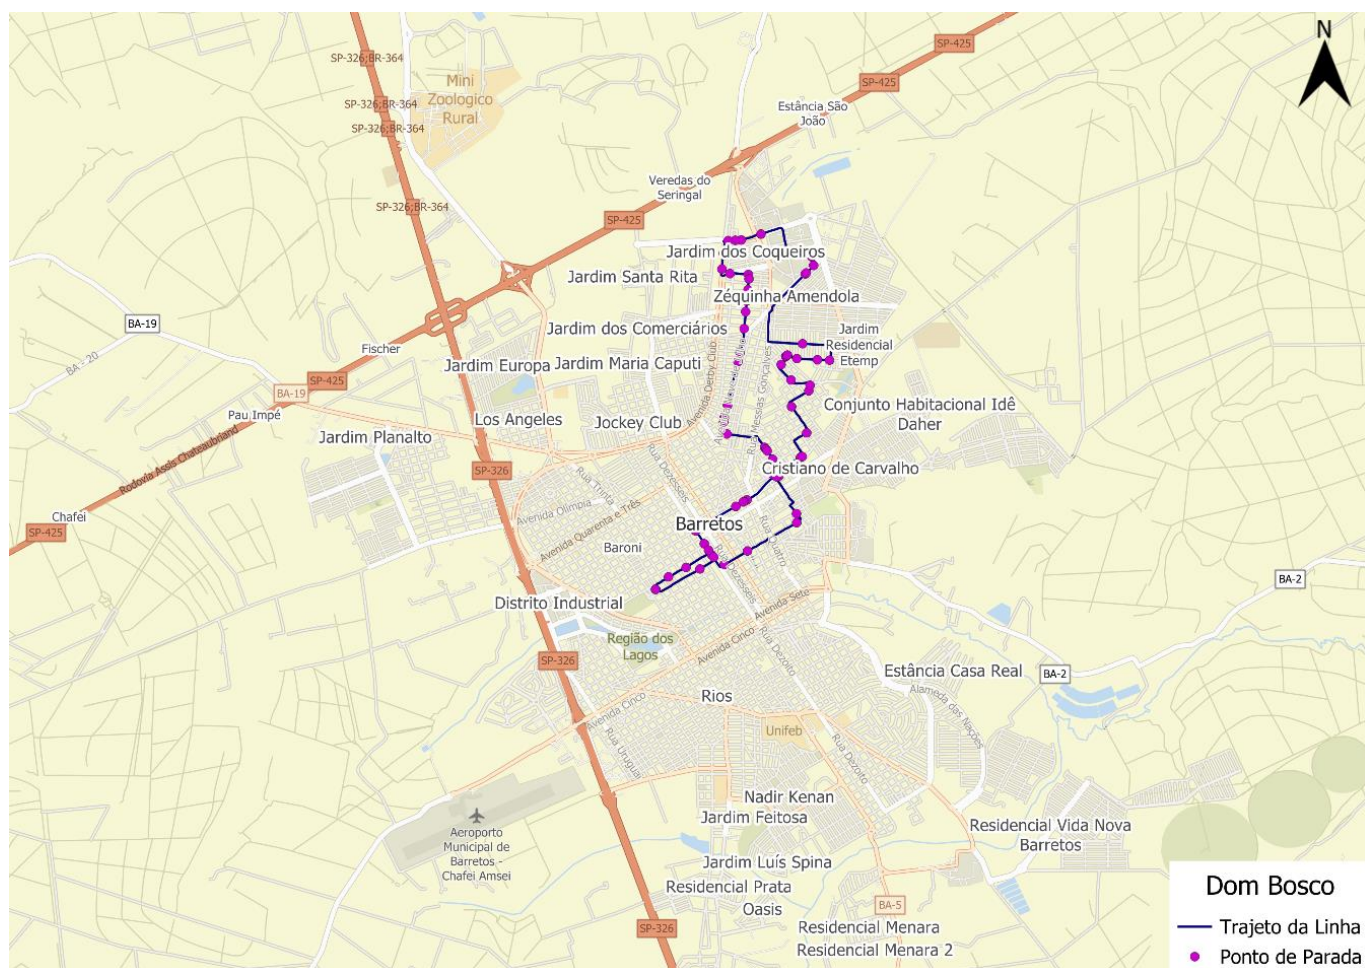 N
SP-425
SP-326;BR-364
SP-425
Mini
Zoologico
Rural
SP-326;BR-364
Estância São
João
SP-326;BR-364
Veredas do
Seringal
SP-326;BR-364
SP-425
Jardim dos Coqueiros
Jardim Santa Rita
Zéquinha Amendola
BA-19
Jardim dos Comerciários
Jardim
Residencial
Etemp
Fischer
BA - 20
Jardim Europa
Jardim Maria Caputi
Avenida Derby Club
Rua Messias Gonçalves
SP-425
BA-19
Pau Impé
Los Angeles
Jockey Club
Conjunto Habitacional Idê
Daher
Jardim Planalto
Rodovia Assis Chateaubriand
SP-326
Rua Trinta
Rua Dezesseis
Cristiano de Carvalho
Chafei
SP-425
Avenida Olímpia
Avenida Quarenta e Três
Barretos
Rua Quatro
Baroni
Rua Dezesseis
BA-2
Distrito Industrial
Avenida Sete
Região dos
Lagos
Avenida Cinco
Rua Dezoito
SP-326
Estância Casa Real
BA-2
Rios
Alameda das Nações
Avenida Cinco
Unifeb
Rua Uruguai
Rua Dezoito
Nadir Kenan
Jardim Feitosa
Aeroporto
Municipal de
Barretos -
Chafei Amsei
Residencial Vida Nova
Barretos
Jardim Luís Spina
Residencial Prata
Oasis
BA-5
SP-326
Residencial Menara
Residencial Menara 2
Dom Bosco
Trajeto da Linha
Ponto de Parada